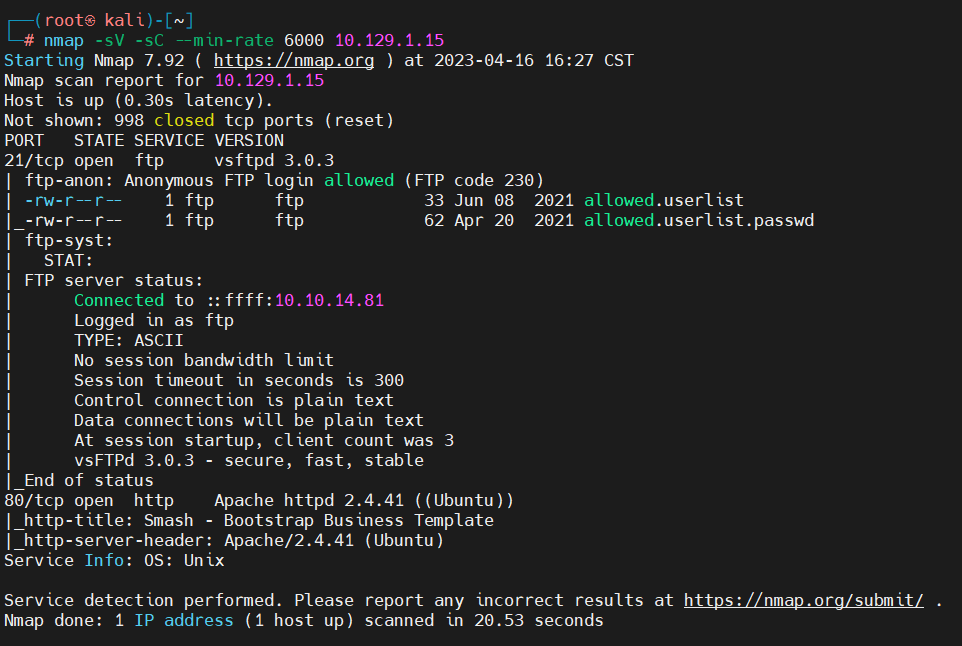 ┌──(root㉿ kali)-[~]
└─# nmap -sV -sC --min-rate 6000 10.129.1.15
Starting Nmap 7.92 ( https://nmap.org ) at 2023-04-16 16:27 CST
Nmap scan report for 10.129.1.15
Host is up (0.30s latency).
Not shown: 998 closed tcp ports (reset)
PORT   STATE SERVICE VERSION
21/tcp open  ftp     vsftpd 3.0.3
| ftp-anon: Anonymous FTP login allowed (FTP code 230)
| -rw-r--r--    1 ftp      ftp            33 Jun 08  2021 allowed.userlist
|_-rw-r--r--    1 ftp      ftp            62 Apr 20  2021 allowed.userlist.passwd
| ftp-syst:
|   STAT:
| FTP server status:
|      Connected to ::ffff:10.10.14.81
|      Logged in as ftp
|      TYPE: ASCII
|      No session bandwidth limit
|      Session timeout in seconds is 300
|      Control connection is plain text
|      Data connections will be plain text
|      At session startup, client count was 3
|      vsFTPd 3.0.3 - secure, fast, stable
|_End of status
80/tcp open  http    Apache httpd 2.4.41 ((Ubuntu))
|_http-title: Smash - Bootstrap Business Template
|_http-server-header: Apache/2.4.41 (Ubuntu)
Service Info: OS: Unix

Service detection performed. Please report any incorrect results at https://nmap.org/submit/ .
Nmap done: 1 IP address (1 host up) scanned in 20.53 seconds